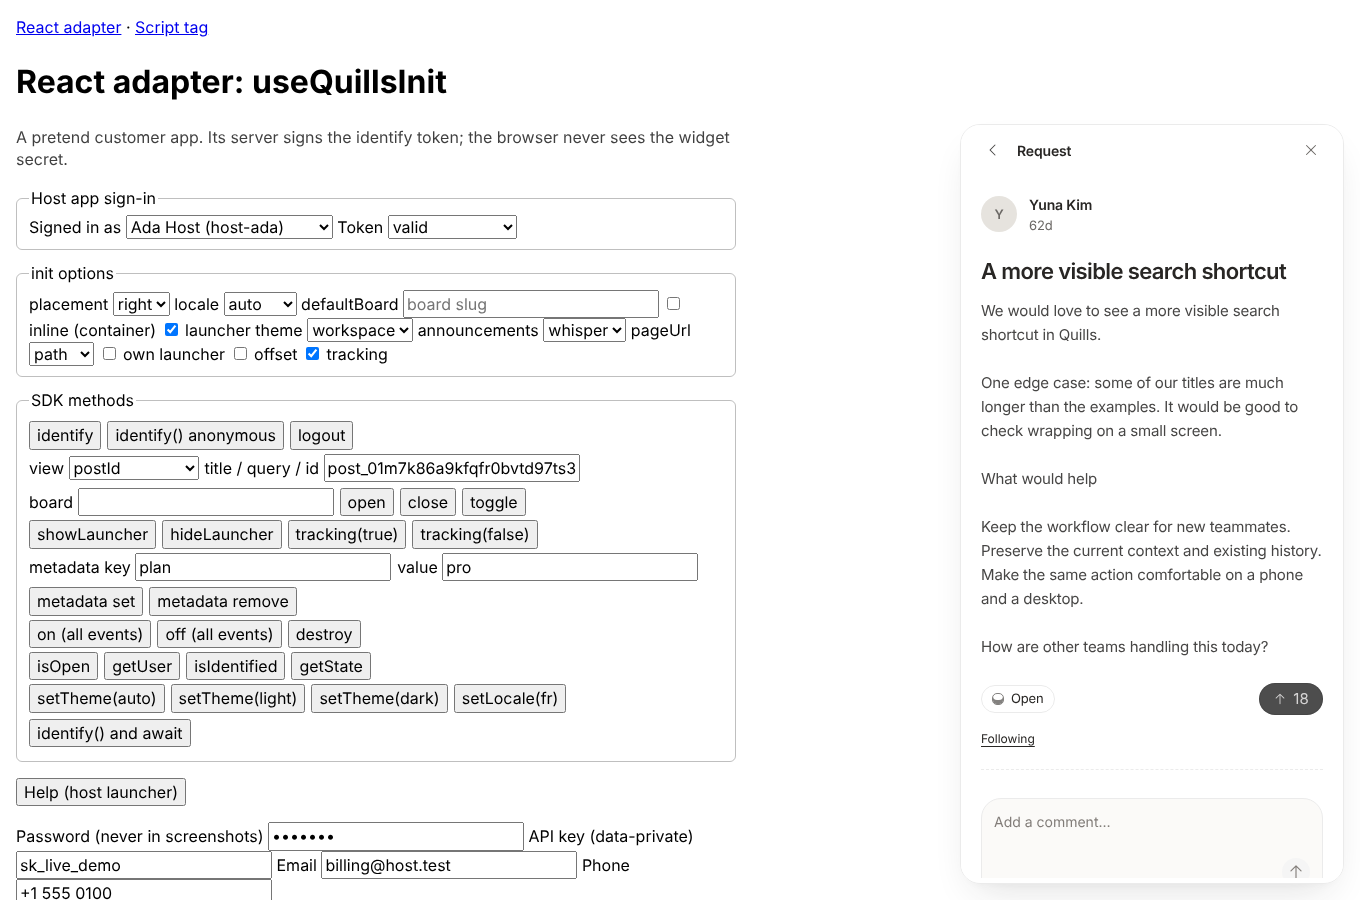 React adapter · Script tag
React adapter: useQuillsInit
A pretend customer app. Its server signs the identify token; the browser never sees the widget
secret.
Host app sign-in
Signed in as Ada Host (host-ada) Token valid
init options
placement right locale auto defaultBoard board slug
inline (container) launcher theme workspace announcements whisper pageUrl
path own launcher offset tracking
SDK methods
identify identify() anonymous logout
view postId title / query / id post_01m7k86a9kfqfr0bvtd97ts3
board open close toggle
showLauncher hideLauncher tracking(true) tracking(false)
metadata key plan value pro
metadata set metadata remove
on (all events) off (all events) destroy
isOpen getUser isIdentified getState
setTheme(auto) setTheme(light) setTheme(dark) setLocale(fr)
identify() and await
Help (host launcher)
Password (never in screenshots) ••••••• API key (data-private)
sk_live_demo Email billing@host.test Phone
+1 555 0100
Request
Y
Yuna Kim
62d
A more visible search shortcut
We would love to see a more visible search
shortcut in Quills.
One edge case: some of our titles are much
longer than the examples. It would be good to
check wrapping on a small screen.
What would help
Keep the workflow clear for new teammates.
Preserve the current context and existing history.
Make the same action comfortable on a phone
and a desktop.
How are other teams handling this today?
Open ↑ 18
Following
Add a comment...